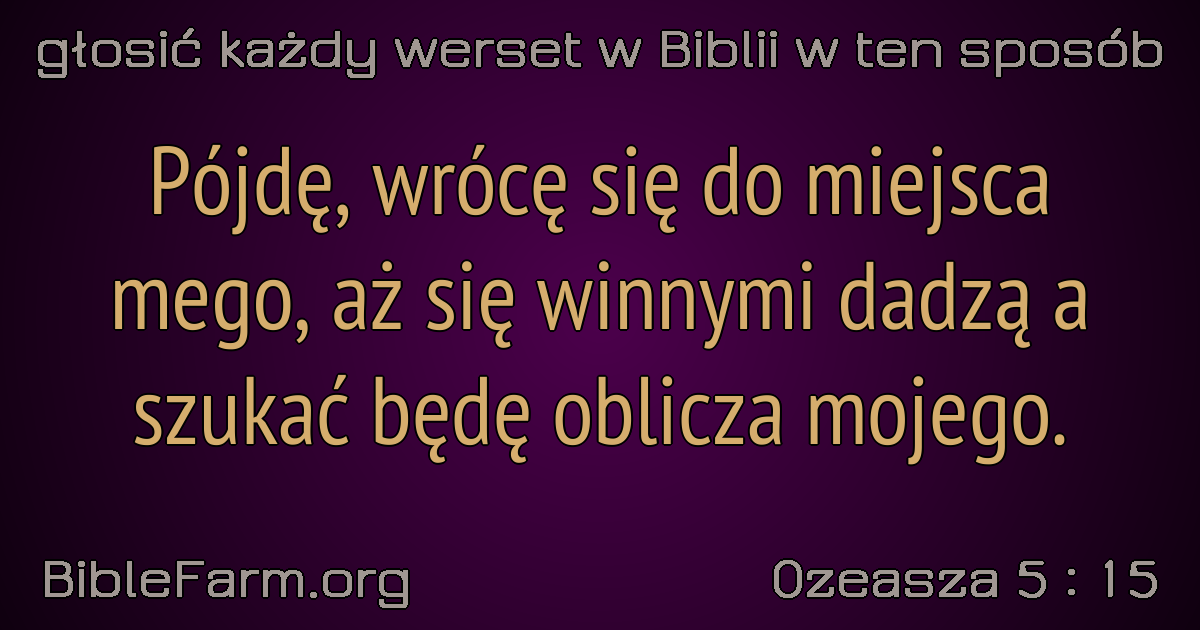 głosić każdy werset w Biblii w ten sposób
Pójdę, wrócę się do miejsca
mego, aż się winnymi dadzą a
szukać będę oblicza mojego.
BibleFarm.org
Ozeasza 5 : 15